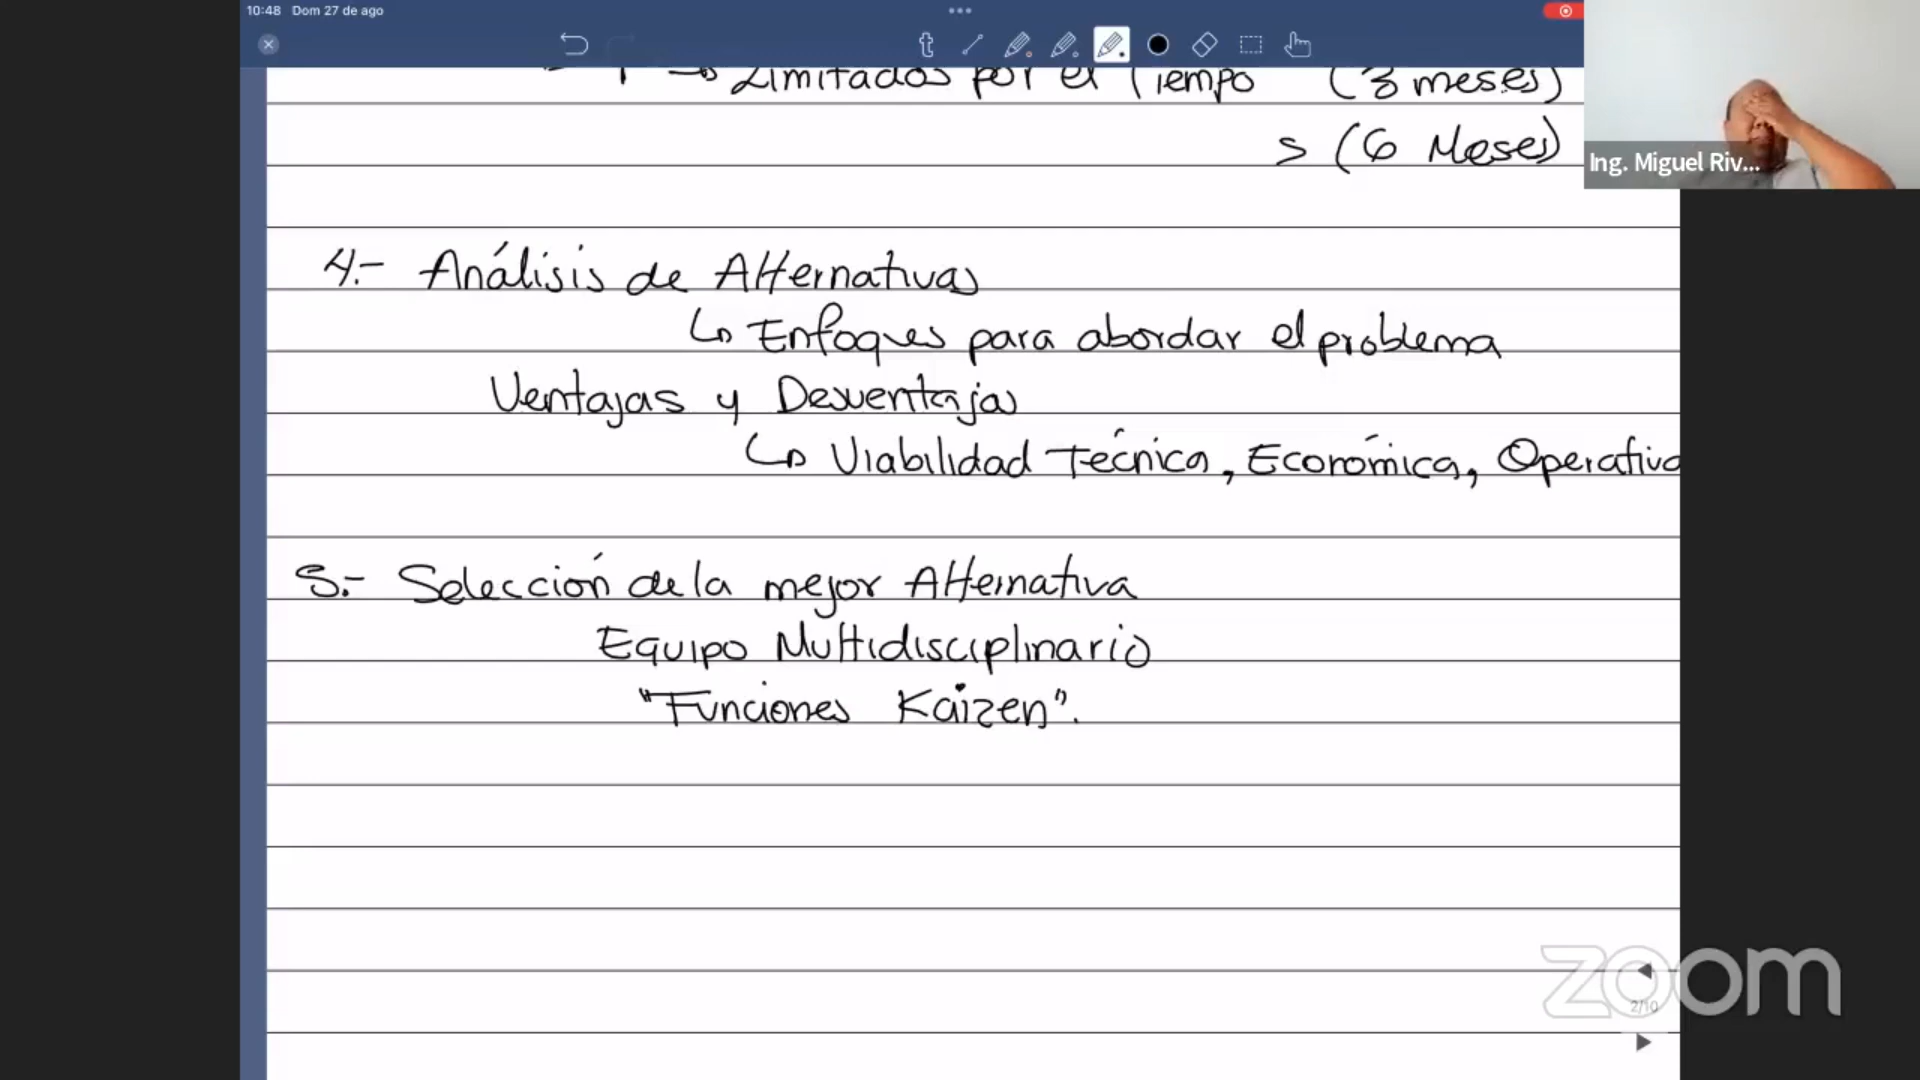 10:48 Dom 27 de ago
Limitados por el Tiempo (3 meses)
s (6 Meses)
Ing. Miguel Riv...
4.- Análisis de Alternativas
↳ Enfoques para abordar el problema
Ventajas y Desventajas
↳ Viabilidad Técnica, Económica, Operativa
5.- Selección de la mejor Alternativa
Equipo Multidisciplinario
"Funciones Kaizen".
zoom
2/10